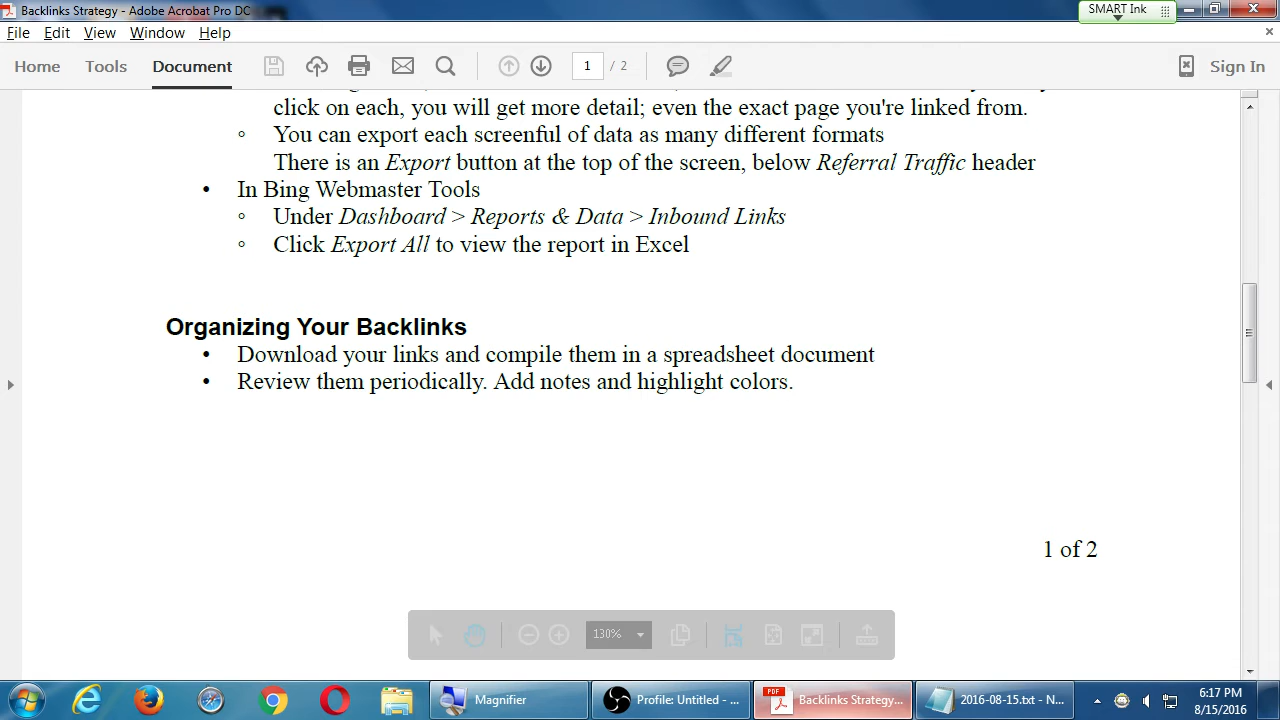 Backlinks Strategy - Adobe Acrobat Pro DC
SMART Ink
File Edit View Window Help
Home Tools Document 1 / 2 Sign In
click on each, you will get more detail; even the exact page you're linked from.
◦ You can export each screenful of data as many different formats
There is an Export button at the top of the screen, below Referral Traffic header
• In Bing Webmaster Tools
◦ Under Dashboard > Reports & Data > Inbound Links
◦ Click Export All to view the report in Excel
Organizing Your Backlinks
• Download your links and compile them in a spreadsheet document
• Review them periodically. Add notes and highlight colors.
1 of 2
130%
Magnifier
Profile: Untitled - ...
PDF
Backlinks Strategy...
2016-08-15.txt - N...
6:17 PM
8/15/2016